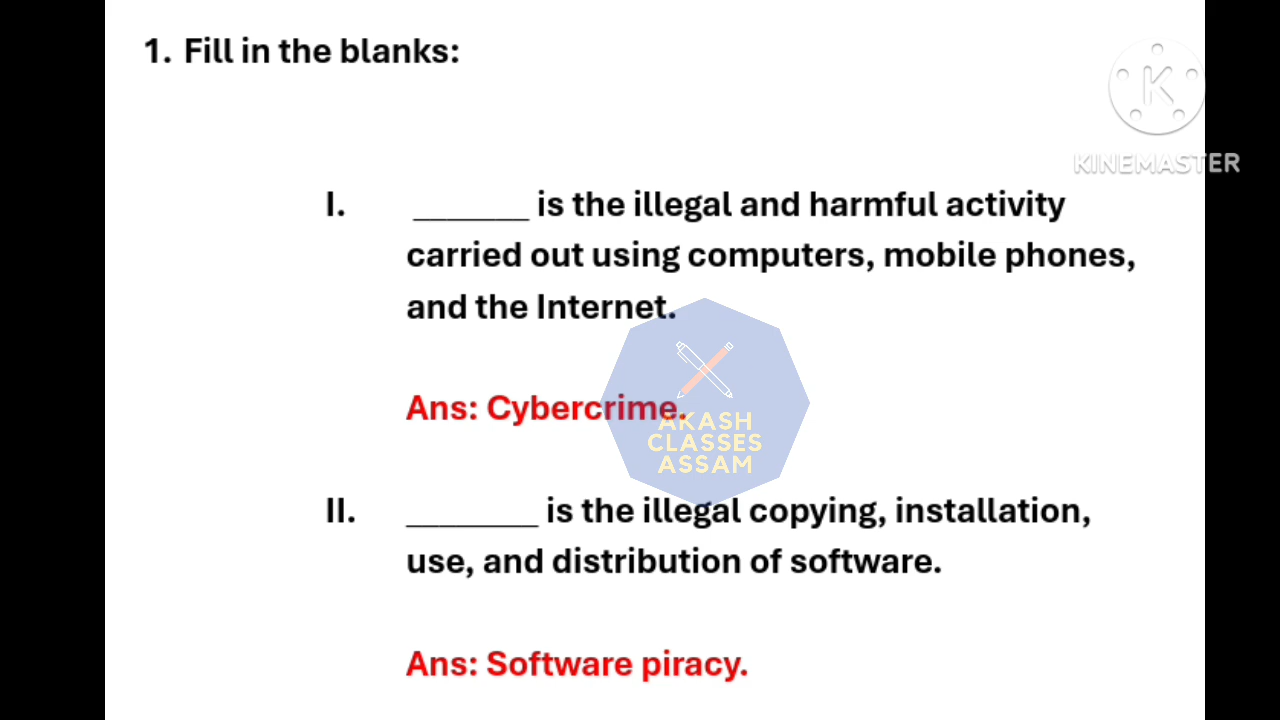 1. Fill in the blanks:
K
KINEMASTER
I. _______ is the illegal and harmful activity
carried out using computers, mobile phones,
and the Internet.
Ans: Cybercrime.
AKASH
CLASSES
ASSAM
II. ________ is the illegal copying, installation,
use, and distribution of software.
Ans: Software piracy.